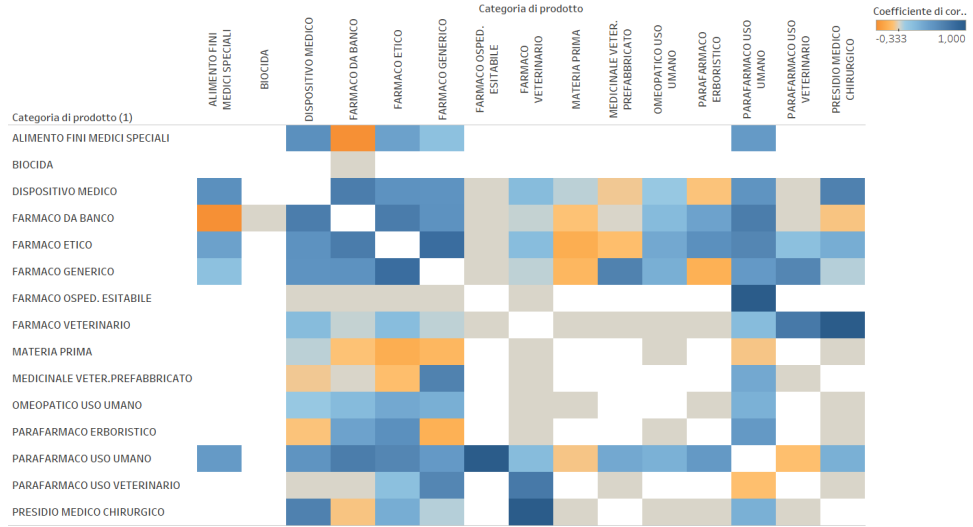 Categoria di prodotto
Coefficiente di cor..
-0,333 1,000
ALIMENTO FINI
MEDICI SPECIALI
BIOCIDA
DISPOSITIVO MEDICO
FARMACO DA BANCO
FARMACO ETICO
FARMACO GENERICO
FARMACO OSPED.
ESITABILE
FARMACO
VETERINARIO
MATERIA PRIMA
MEDICINALE VETER.
PREFABBRICATO
OMEOPATICO USO
UMANO
PARAFARMACO
ERBORISTICO
PARAFARMACO USO
UMANO
PARAFARMACO USO
VETERINARIO
PRESIDIO MEDICO
CHIRURGICO
Categoria di prodotto (1)
ALIMENTO FINI MEDICI SPECIALI
BIOCIDA
DISPOSITIVO MEDICO
FARMACO DA BANCO
FARMACO ETICO
FARMACO GENERICO
FARMACO OSPED. ESITABILE
FARMACO VETERINARIO
MATERIA PRIMA
MEDICINALE VETER.PREFABBRICATO
OMEOPATICO USO UMANO
PARAFARMACO ERBORISTICO
PARAFARMACO USO UMANO
PARAFARMACO USO VETERINARIO
PRESIDIO MEDICO CHIRURGICO